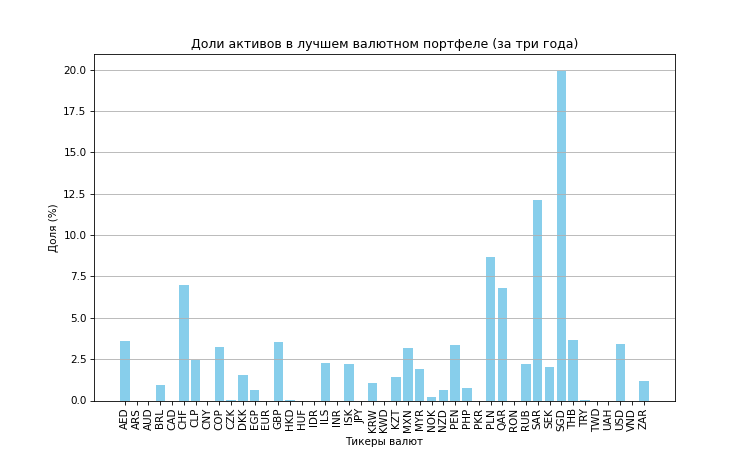 Доли активов в лучшем валютном портфеле (за три года)
Доля (%)
20.0
17.5
15.0
12.5
10.0
7.5
5.0
2.5
0.0
AED ARS AUD BRL CAD CHF CLP CNY COP CZK DKK EGP EUR GBP HKD HUF IDR ILS INR ISK JPY KRW KWD KZT MXN MYR NOK NZD PEN PHP PKR PLN QAR RON RUB SAR SEK SGD THB TRY TWD UAH USD VND ZAR
Тикеры валют